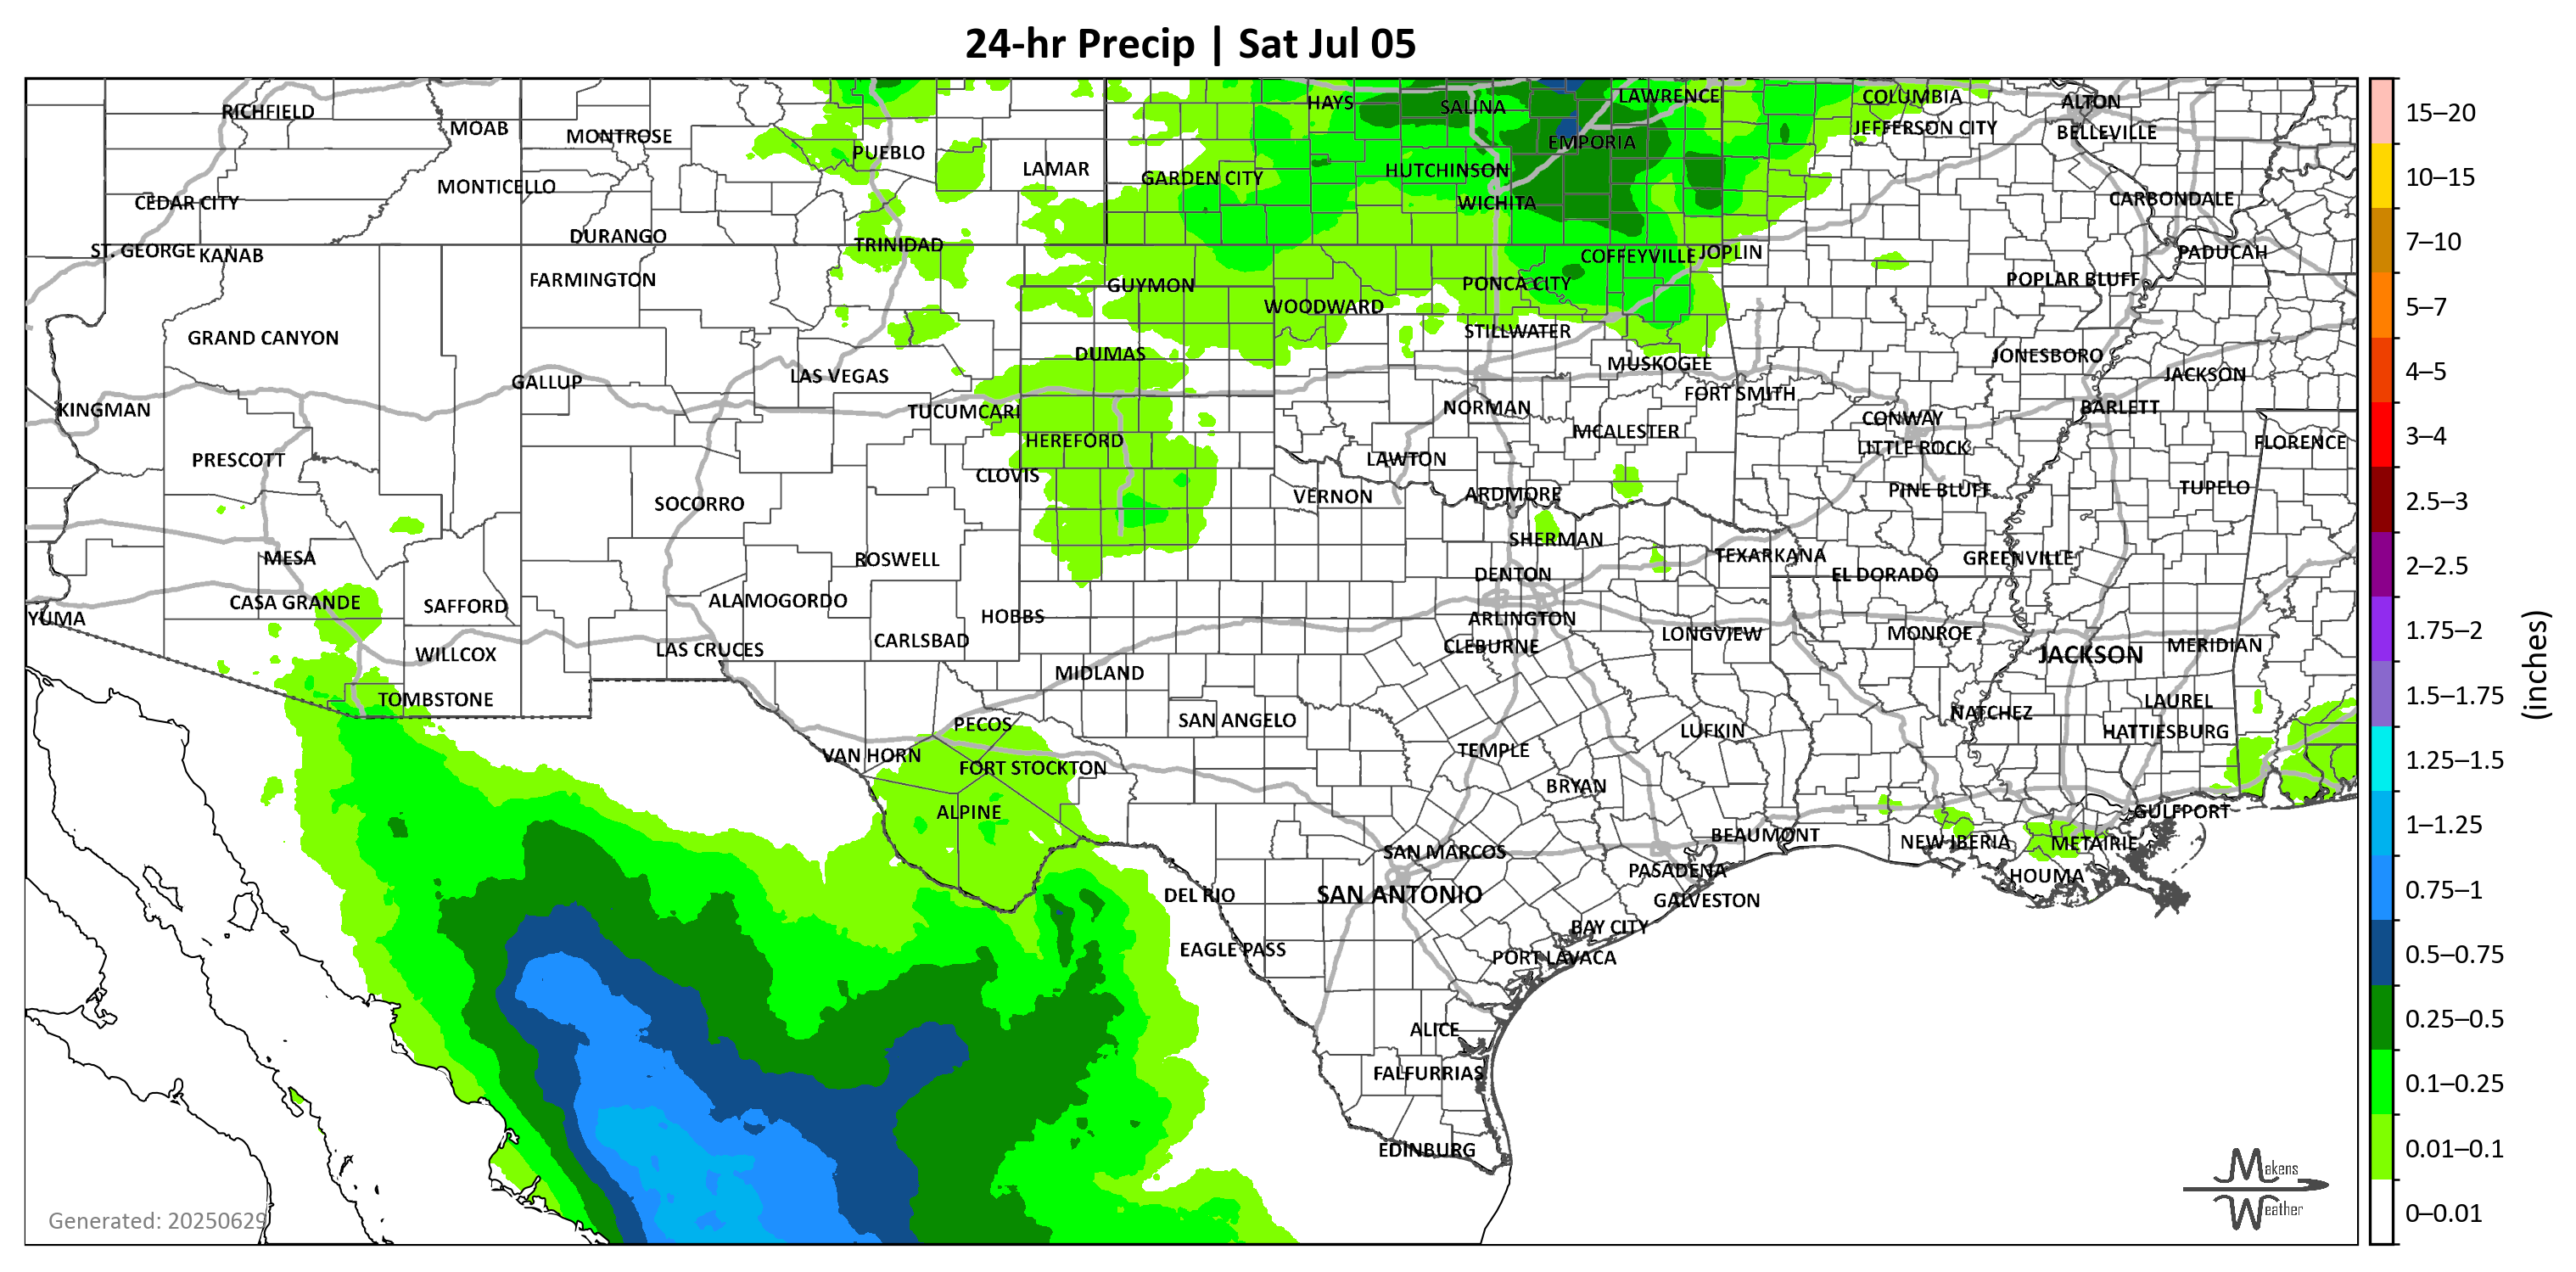 24-hr Precip | Sat Jul 05
RICHFIELD
MOAB
MONTROSE
PUEBLO
LAMAR
HAYS
SALINA
LAWRENCE
COLUMBIA
ALTON
JEFFERSON CITY
BELLEVILLE
EMPORIA
HUTCHINSON
GARDEN CITY
MONTICELLO
CEDAR CITY
WICHITA
CARBONDALE
DURANGO
TRINIDAD
ST. GEORGE
KANAB
COFFEYVILLE
JOPLIN
PADUCAH
FARMINGTON
GUYMON
PONCA CITY
POPLAR BLUFF
WOODWARD
GRAND CANYON
STILLWATER
DUMAS
MUSKOGEE
JONESBORO
GALLUP
LAS VEGAS
JACKSON
FORT SMITH
KINGMAN
TUCUMCARI
NORMAN
BARLETT
CONWAY
HEREFORD
MCALESTER
LITTLE ROCK
FLORENCE
PRESCOTT
LAWTON
CLOVIS
SOCORRO
VERNON
ARDMORE
PINE BLUFF
TUPELO
MESA
ROSWELL
SHERMAN
TEXARKANA
GREENVILLE
DENTON
EL DORADO
CASA GRANDE
SAFFORD
ALAMOGORDO
HOBBS
YUMA
ARLINGTON
WILLCOX
LAS CRUCES
CARLSBAD
CLEBURNE
LONGVIEW
MONROE
JACKSON
MERIDIAN
MIDLAND
TOMBSTONE
PECOS
SAN ANGELO
NATCHEZ
LAUREL
HATTIESBURG
VAN HORN
FORT STOCKTON
TEMPLE
LUFKIN
ALPINE
BRYAN
GULFPORT
SAN MARCOS
BEAUMONT
NEW IBERIA
METAIRIE
DEL RIO
SAN ANTONIO
PASADENA
HOUMA
GALVESTON
EAGLE PASS
BAY CITY
PORT LAVACA
ALICE
FALFURRIAS
EDINBURG
Generated: 20250629
Makens
Weather
15–20
10–15
7–10
5–7
4–5
3–4
2.5–3
2–2.5
1.75–2
1.5–1.75
1.25–1.5
1–1.25
0.75–1
0.5–0.75
0.25–0.5
0.1–0.25
0.01–0.1
0–0.01
(inches)